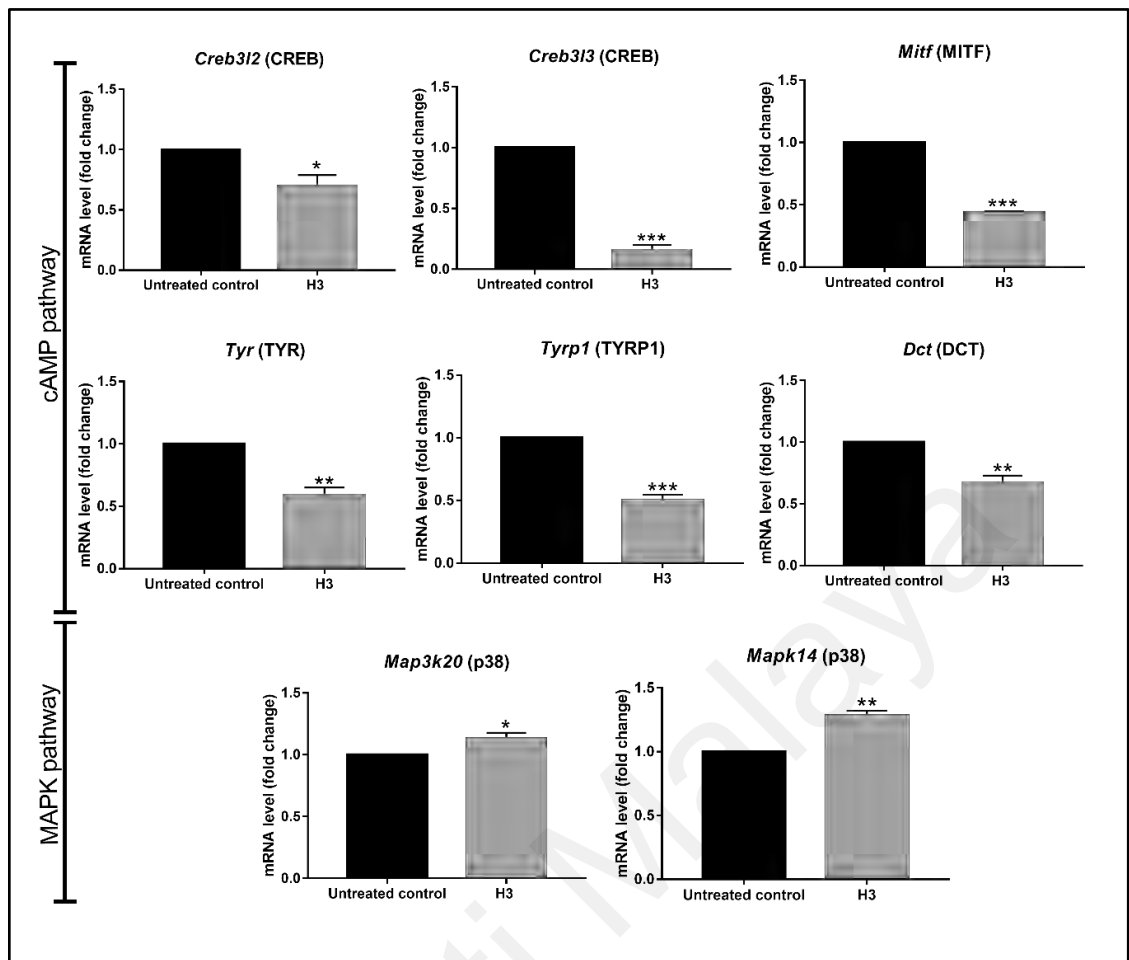 cAMP pathway
Creb3l2 (CREB)
mRNA level (fold change)
1.5
1.0
0.5
0.0
*
Untreated control
H3
Creb3l3 (CREB)
mRNA level (fold change)
1.5
1.0
0.5
0.0
***
Untreated control
H3
Mitf (MITF)
mRNA level (fold change)
1.5
1.0
0.5
0.0
***
Untreated control
H3
Tyr (TYR)
mRNA level (fold change)
1.5
1.0
0.5
0.0
**
Untreated control
H3
Tyrp1 (TYRP1)
mRNA level (fold change)
1.5
1.0
0.5
0.0
***
Untreated control
H3
Dct (DCT)
mRNA level (fold change)
1.5
1.0
0.5
0.0
**
Untreated control
H3
MAPK pathway
Map3k20 (p38)
mRNA level (fold change)
1.5
1.0
0.5
0.0
*
Untreated control
H3
Mapk14 (p38)
mRNA level (fold change)
1.5
1.0
0.5
0.0
**
Untreated control
H3
ti Malaya